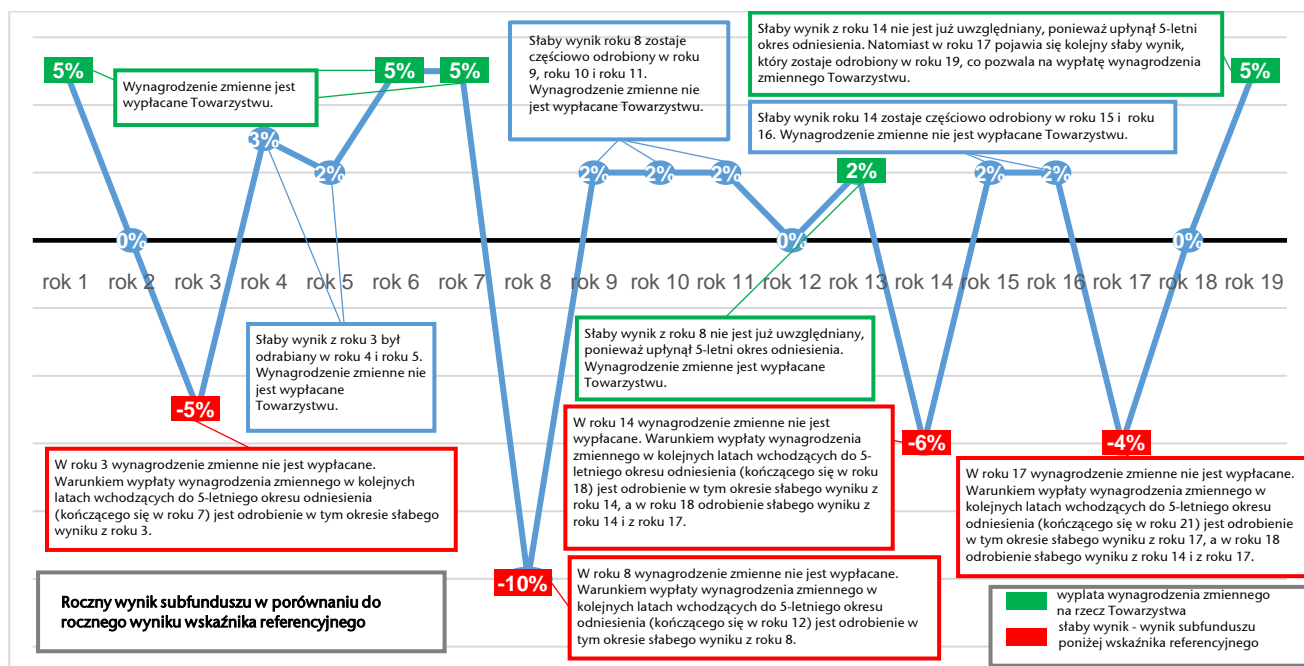 Słaby wynik z roku 14 nie jest już uwzględniany, ponieważ upłynął 5-letni
okres odniesienia. Natomiast w roku 17 pojawia się kolejny słaby wynik,
który zostaje odrobiony w roku 19, co pozwala na wypłatę wynagrodzenia
zmiennego Towarzystwu.
Słaby wynik roku 8 zostaje
częściowo odrobiony w roku
9, roku 10 i roku 11.
Wynagrodzenie zmienne nie
jest wypłacane Towarzystwu.
Wynagrodzenie zmienne jest
wypłacane Towarzystwu.
Słaby wynik roku 14 zostaje częściowo odrobiony w roku 15 i  roku
16. Wynagrodzenie zmienne nie jest wypłacane Towarzystwu.
5%
0%
-5%
3%
2%
5%
5%
-10%
2%
2%
2%
0%
2%
-6%
2%
2%
-4%
0%
5%
rok 1 rok 2 rok 3 rok 4 rok 5 rok 6 rok 7 rok 8 rok 9 rok 10 rok 11 rok 12 rok 13 rok 14 rok 15 rok 16 rok 17 rok 18 rok 19
Słaby wynik z roku 3 był
odrabiany w roku 4 i roku 5.
Wynagrodzenie zmienne nie
jest wypłacane
Towarzystwu.
Słaby wynik z roku 8 nie jest już uwzględniany,
ponieważ upłynął 5-letni okres odniesienia.
Wynagrodzenie zmienne jest wypłacane
Towarzystwu.
W roku 3 wynagrodzenie zmienne nie jest wypłacane.
Warunkiem wypłaty wynagrodzenia zmiennego w kolejnych
latach wchodzących do 5-letniego okresu odniesienia
(kończącego się w roku 7) jest odrobienie w tym okresie słabego
wyniku z roku 3.
W roku 14 wynagrodzenie zmienne nie jest
wypłacane. Warunkiem wypłaty wynagrodzenia
zmiennego w kolejnych latach wchodzących do 5-
letniego okresu odniesienia (kończącego się w roku
18) jest odrobienie w tym okresie słabego wyniku z
roku 14, a w roku 18 odrobienie słabego wyniku z
roku 14 i z roku 17.
W roku 17 wynagrodzenie zmienne nie jest wypłacane.
Warunkiem wypłaty wynagrodzenia zmiennego w
kolejnych latach wchodzących do 5-letniego okresu
odniesienia (kończącego się w roku 21) jest odrobienie
w tym okresie słabego wyniku z roku 17, a w roku 18
odrobienie słabego wyniku z roku 14 i z roku 17.
W roku 8 wynagrodzenie zmienne nie jest wypłacane.
Warunkiem wypłaty wynagrodzenia zmiennego w
kolejnych latach wchodzących do 5-letniego okresu
odniesienia (kończącego się w roku 12) jest odrobienie w
tym okresie słabego wyniku z roku 8.
Roczny wynik subfunduszu w porównaniu do
rocznego wyniku wskaźnika referencyjnego
wyplata wynagrodzenia zmiennego
na rzecz Towarzystwa
słaby wynik - wynik subfunduszu
poniżej wskaźnika referencyjnego